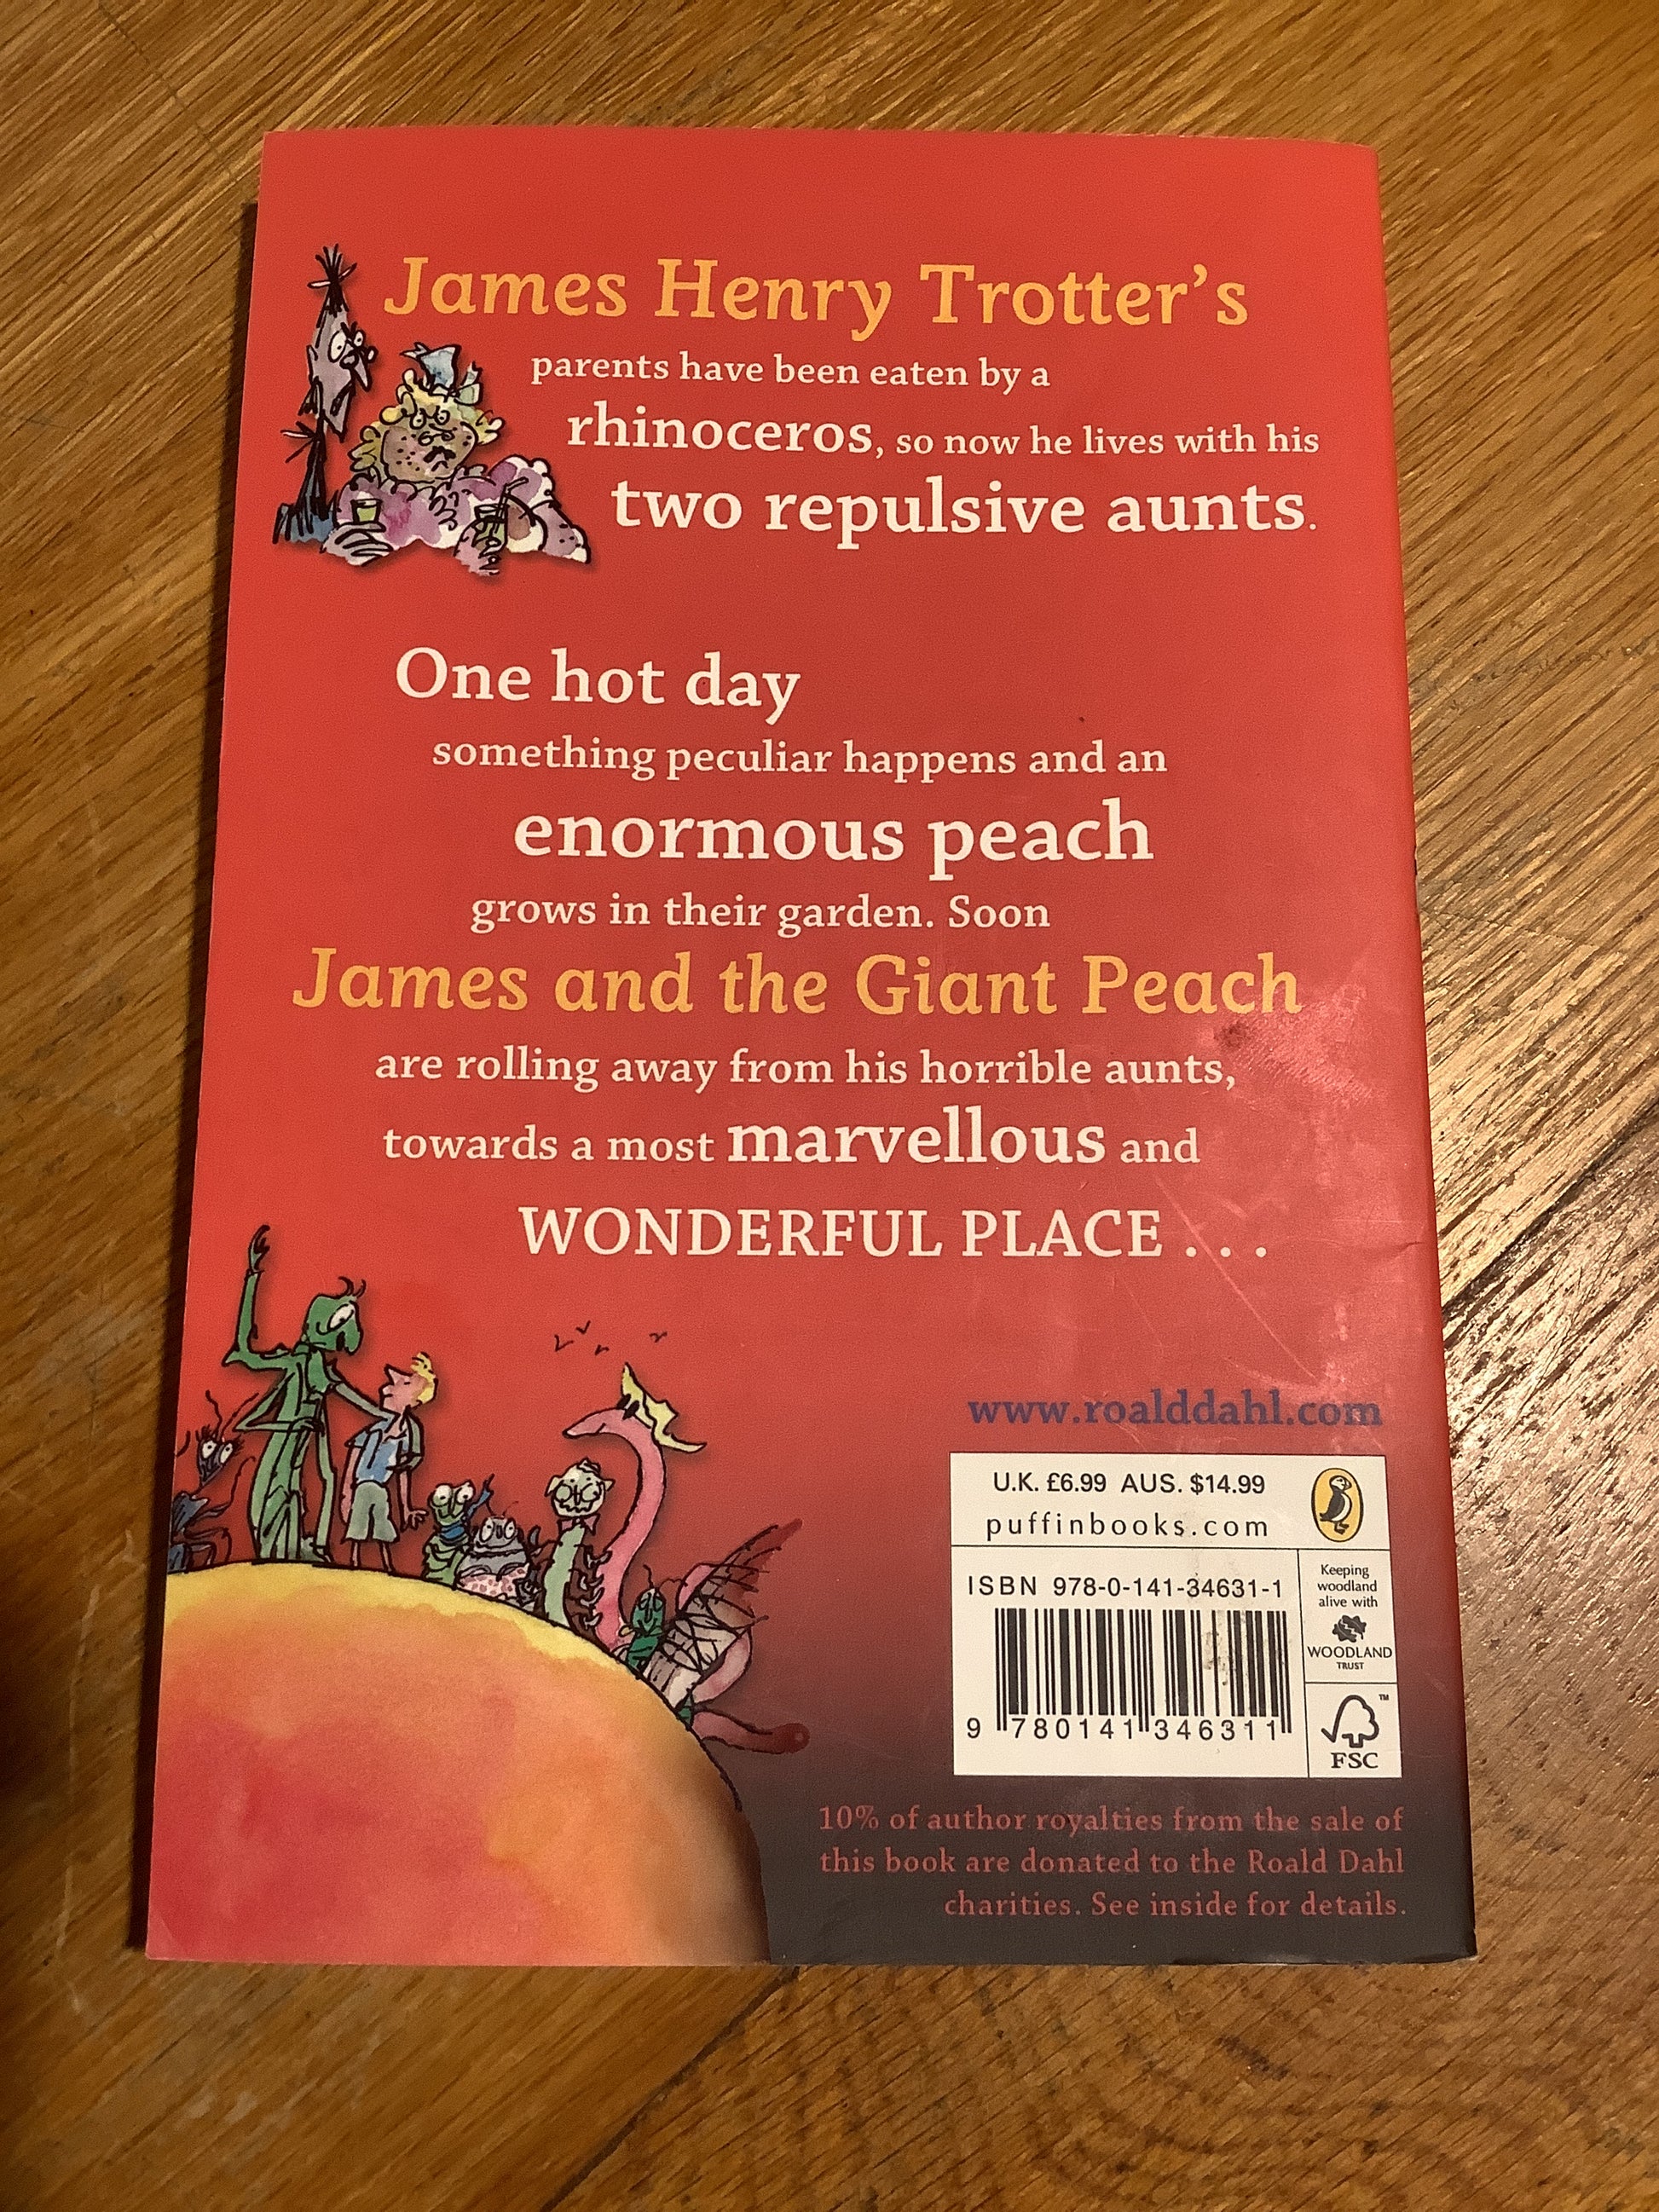 James Henry Trotter's
parents have been eaten by a
rhinoceros, so now he lives with his
two repulsive aunts.
One hot day
something peculiar happens and an
enormous peach
grows in their garden. Soon
James and the Giant Peach
are rolling away from his horrible aunts,
towards a most marvellous and
WONDERFUL PLACE . . .
www.roalddahl.com
U.K. £6.99 AUS. $14.99
puffinbooks.com
ISBN 978-0-141-34631-1
9 780141 346311
Keeping
woodland
alive with
WOODLAND
TRUST
TM
FSC
10% of author royalties from the sale of
this book are donated to the Roald Dahl
charities. See inside for details.